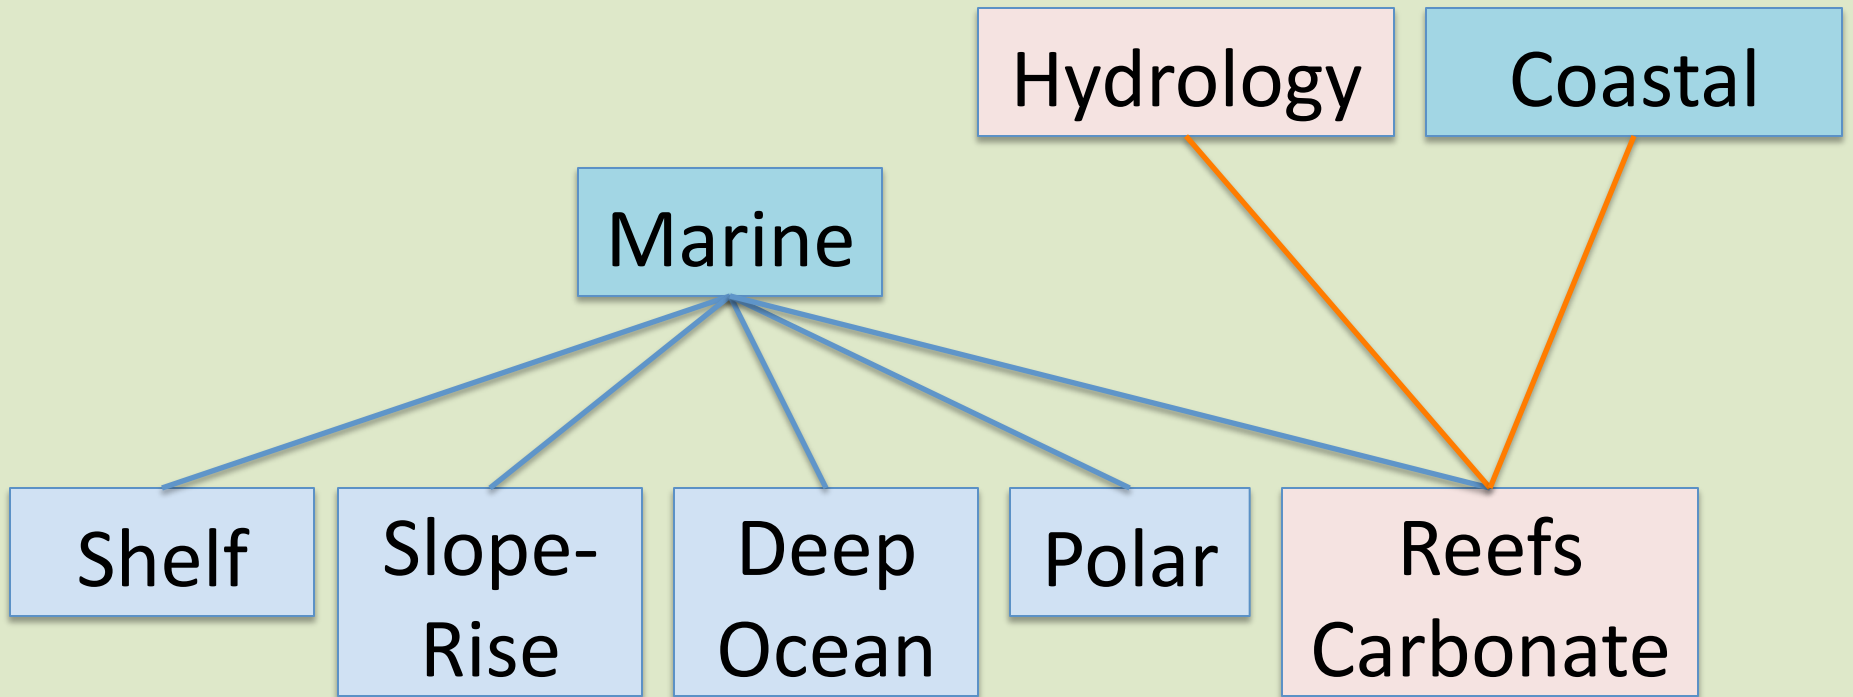 Hydrology
Coastal
Marine
Shelf
Slope-
Rise
Deep
Ocean
Polar
Reefs
Carbonate